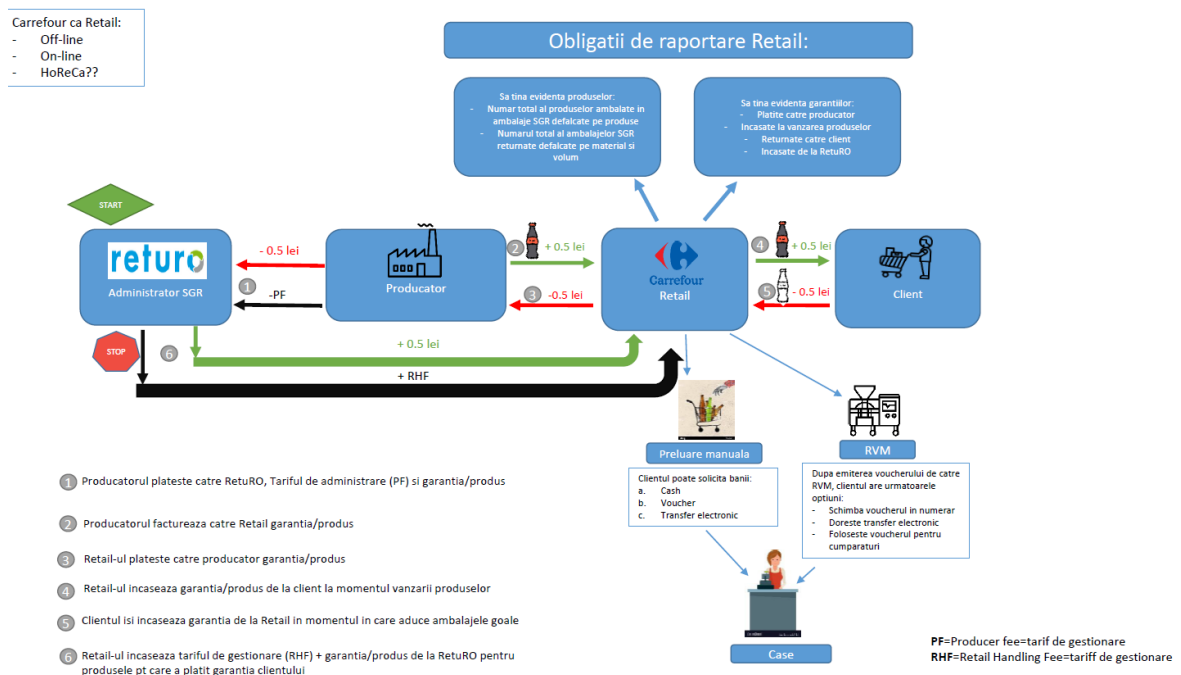 Carrefour ca Retail:
- Off-line
- On-line
- HoReCa??
Obligatii de raportare Retail:
Sa tina evidenta produselor:
- Numar total al produselor ambalate in
ambalaje SGR defalcate pe produse
- Numarul total al ambalajelor SGR
returnate defalcate pe material si
volum
Sa tina evidenta garantiilor:
- Platite catre producator
- Incasate la vanzarea produselor
- Returnate catre client
- Incasate de la RetuRO
START
returo
Administrator SGR
- 0.5 lei
1
-PF
Producator
2
+ 0.5 lei
3
-0.5 lei
Carrefour
Retail
4
+ 0.5 lei
5
- 0.5 lei
Client
STOP
6
+ 0.5 lei
+ RHF
Preluare manuala
Clientul poate solicita banii:
a. Cash
b. Voucher
c. Transfer electronic
RVM
Dupa emiterea voucherului de catre
RVM, clientul are urmatoarele
optiuni:
- Schimba voucherul in numerar
- Doreste transfer electronic
- Foloseste voucherul pentru
cumparaturi
Case
1 Producatorul plateste catre RetuRO, Tariful de administrare (PF) si garantia/produs
2 Producatorul factureaza catre Retail garantia/produs
3 Retail-ul plateste catre producator garantia/produs
4 Retail-ul incaseaza garantia/produs de la client la momentul vanzarii produselor
5 Clientul isi incaseaza garantia de la Retail in momentul in care aduce ambalajele goale
6 Retail-ul incaseaza tariful de gestionare (RHF) + garantia/produs de la RetuRO pentru
produsele pt care a platit garantia clientului
PF=Producer fee=tarif de gestionare
RHF=Retail Handling Fee=tariff de gestionare